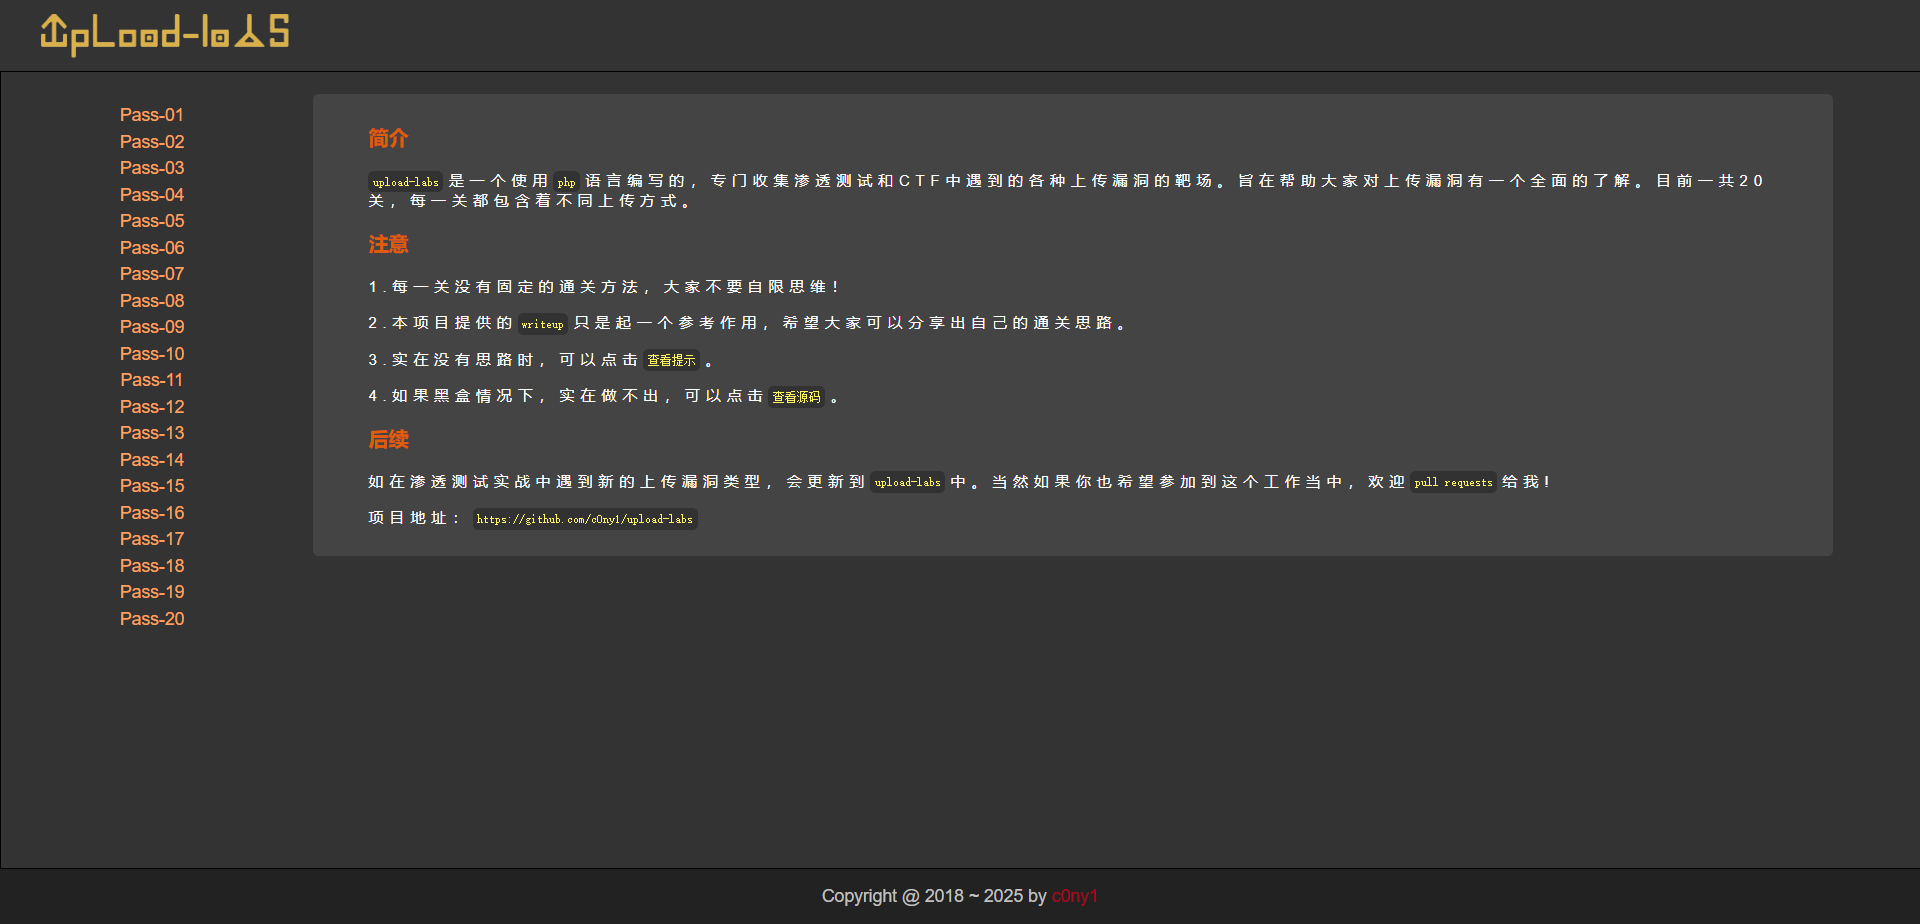 Upload-labs
Pass-01
Pass-02
Pass-03
Pass-04
Pass-05
Pass-06
Pass-07
Pass-08
Pass-09
Pass-10
Pass-11
Pass-12
Pass-13
Pass-14
Pass-15
Pass-16
Pass-17
Pass-18
Pass-19
Pass-20
简介
upload-labs 是一个使用 php 语言编写的，专门收集渗透测试和CTF中遇到的各种上传漏洞的靶场。旨在帮助大家对上传漏洞有一个全面的了解。目前一共20
关，每一关都包含着不同上传方式。
注意
1.每一关没有固定的通关方法，大家不要自限思维！
2.本项目提供的 writeup 只是起一个参考作用，希望大家可以分享出自己的通关思路。
3.实在没有思路时，可以点击 查看提示 。
4.如果黑盒情况下，实在做不出，可以点击 查看源码 。
后续
如在渗透测试实战中遇到新的上传漏洞类型，会更新到 upload-labs 中。当然如果你也希望参加到这个工作当中，欢迎 pull requests 给我！
项目地址： https://github.com/c0ny1/upload-labs
Copyright @ 2018 ~ 2025 by c0ny1